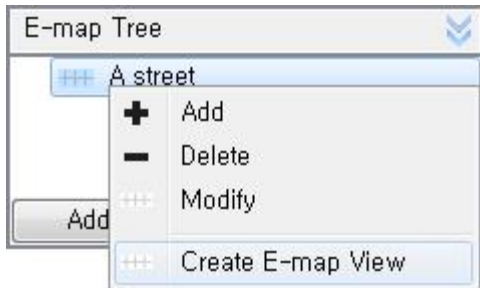 E-map Tree
A street
Add
Delete
Modify
Add
Create E-map View